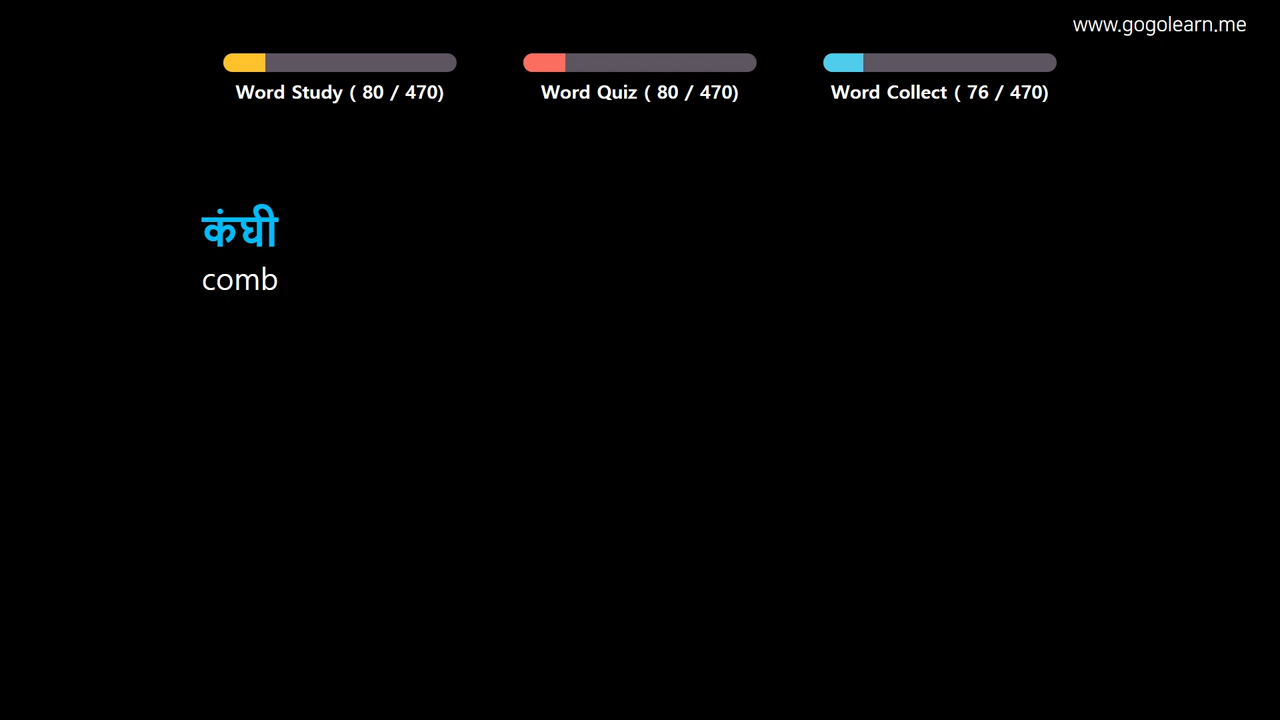 www.gogolearn.me
Word Study ( 80 / 470)
Word Quiz ( 80 / 470)
Word Collect ( 76 / 470)
कंघी
comb